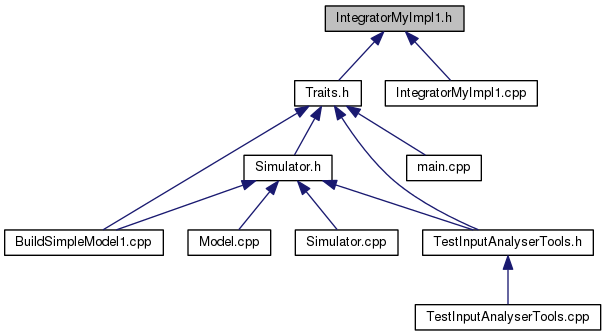 IntegratorMyImpl1.h
Traits.h
IntegratorMyImpl1.cpp
Simulator.h
main.cpp
BuildSimpleModel1.cpp
Model.cpp
Simulator.cpp
TestInputAnalyserTools.h
TestInputAnalyserTools.cpp